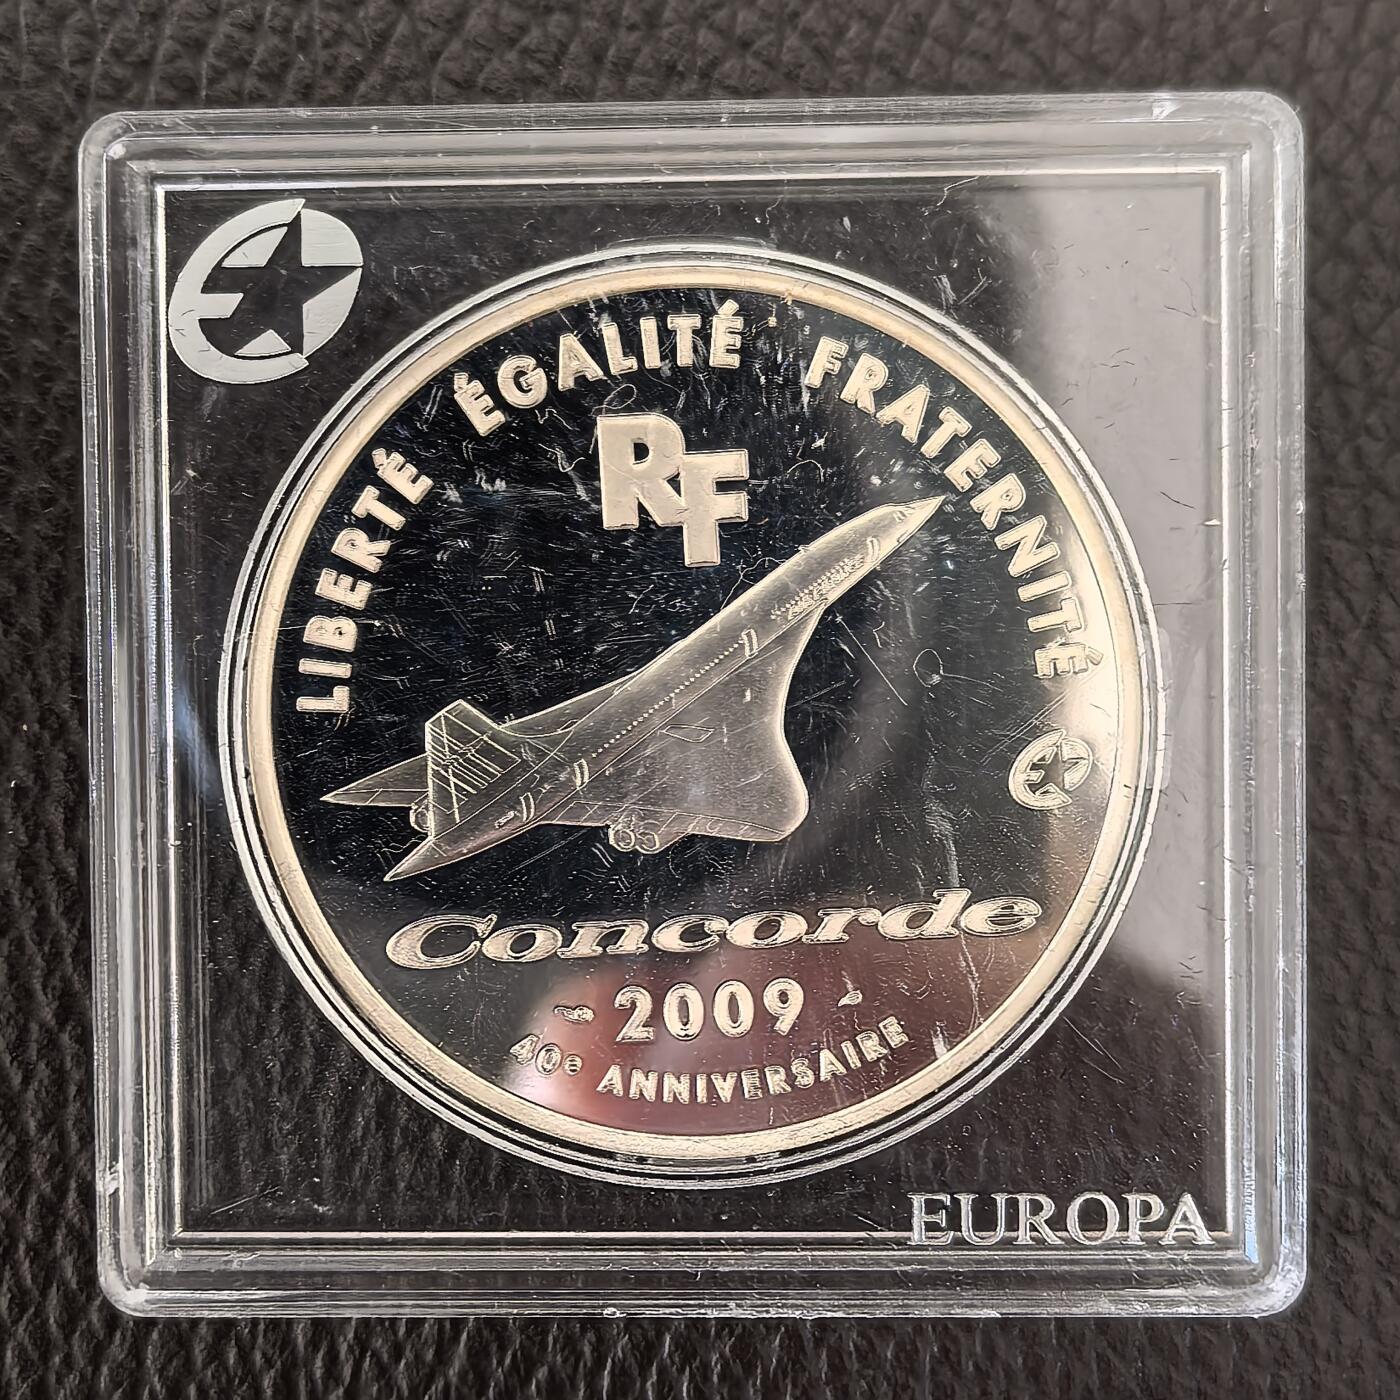 LIBERTÉ ÉGALITÉ FRATERNITÉ
RF
Concorde
- 2009 -
40e ANNIVERSAIRE
EUROPA